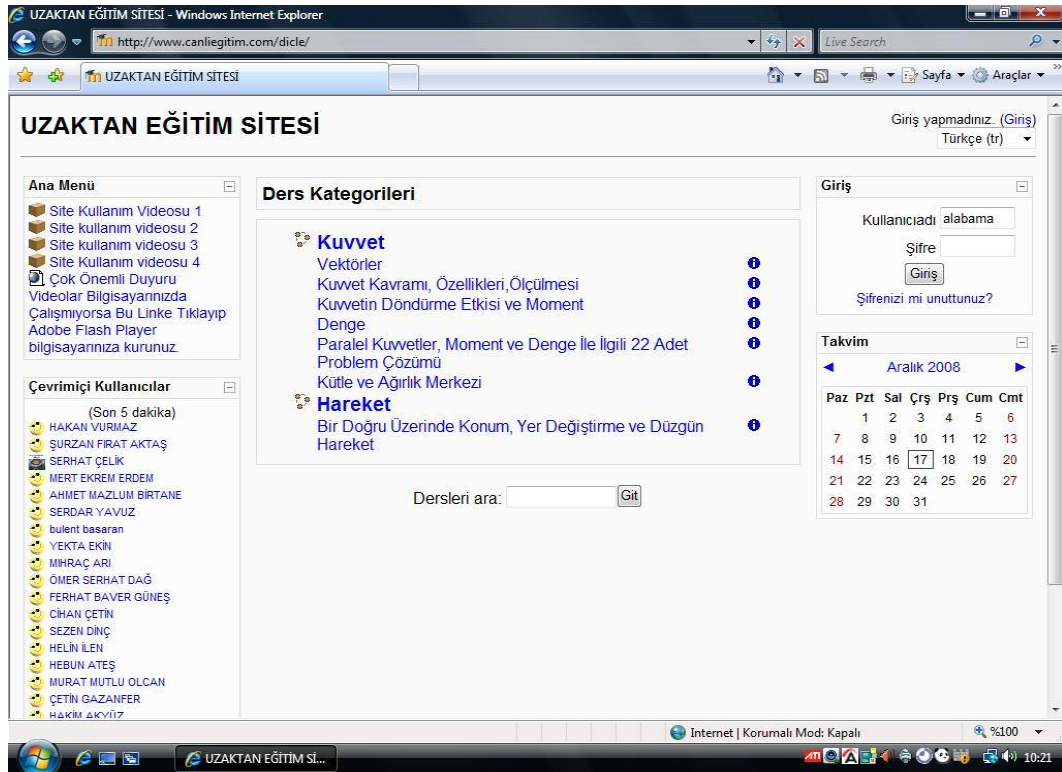 UZAKTAN EĞİTİM SİTESİ - Windows Internet Explorer
http://www.canliegitim.com/dicle/
Live Search
UZAKTAN EĞİTİM SİTESİ
Sayfa
Araçlar
UZAKTAN EĞİTİM SİTESİ
Giriş yapmadınız. (Giriş)
Türkçe (tr)
Ana Menü
Site Kullanım Videosu 1
Site kullanım videosu 2
Site kullanım videosu 3
Site Kullanım videosu 4
Çok Önemli Duyuru
Videolar Bilgisayarınızda
Çalışmıyorsa Bu Linke Tıklayıp
Adobe Flash Player
bilgisayarınıza kurunuz.
Çevrimiçi Kullanıcılar
(Son 5 dakika)
HAKAN VURMAZ
ŞURZAN FIRAT AKTAŞ
SERHAT ÇELİK
MERT EKREM ERDEM
AHMET MAZLUM BİRTANE
SERDAR YAVUZ
bulent basaran
YEKTA EKİN
MIHRAÇ ARI
ÖMER SERHAT DAĞ
FERHAT BAVER GÜNEŞ
CİHAN ÇETİN
SEZEN DİNÇ
HELİN İLEN
HEBUN ATEŞ
MURAT MUTLU OLCAN
ÇETİN GAZANFER
HAKİM AKYÜZ
Ders Kategorileri
Kuvvet
Vektörler
Kuvvet Kavramı, Özellikleri,Ölçülmesi
Kuvvetin Döndürme Etkisi ve Moment
Denge
Paralel Kuvvetler, Moment ve Denge İle İlgili 22 Adet
Problem Çözümü
Kütle ve Ağırlık Merkezi
Hareket
Bir Doğru Üzerinde Konum, Yer Değiştirme ve Düzgün
Hareket
Dersleri ara:
Git
Giriş
Kullanıcıadı alabama
Şifre
Giriş
Şifrenizi mi unuttunuz?
Takvim
Aralık 2008
Paz Pzt Sal Çrş Prş Cum Cmt
1 2 3 4 5 6
7 8 9 10 11 12 13
14 15 16 17 18 19 20
21 22 23 24 25 26 27
28 29 30 31
Internet | Korumalı Mod: Kapalı
%100
UZAKTAN EĞİTİM Sİ...
ATI
10:21